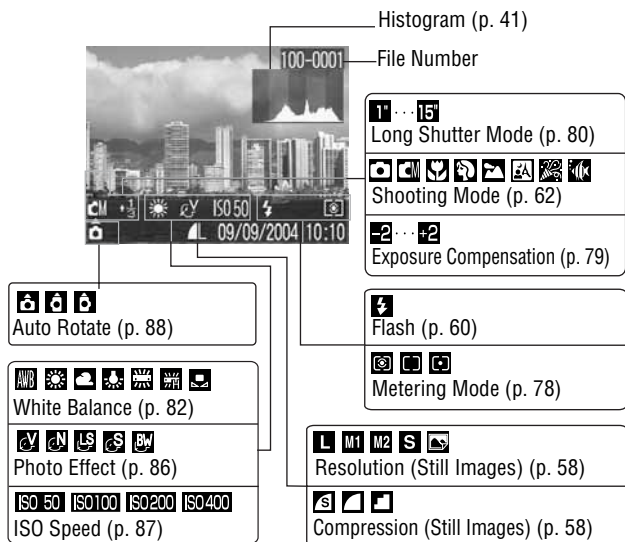 Histogram (p. 41)
100-0001
File Number
1" · · · 15"
Long Shutter Mode (p. 80)
M
Shooting Mode (p. 62)
-2 · · · +2
Exposure Compensation (p. 79)
M +1/3 V ISO 50
L 09/09/2004 10:10
Auto Rotate (p. 88)
Flash (p. 60)
Metering Mode (p. 78)
AWB
White Balance (p. 82)
V N LS S BW
Photo Effect (p. 86)
ISO 50 ISO100 ISO200 ISO400
ISO Speed (p. 87)
L M1 M2 S
Resolution (Still Images) (p. 58)
S
Compression (Still Images) (p. 58)